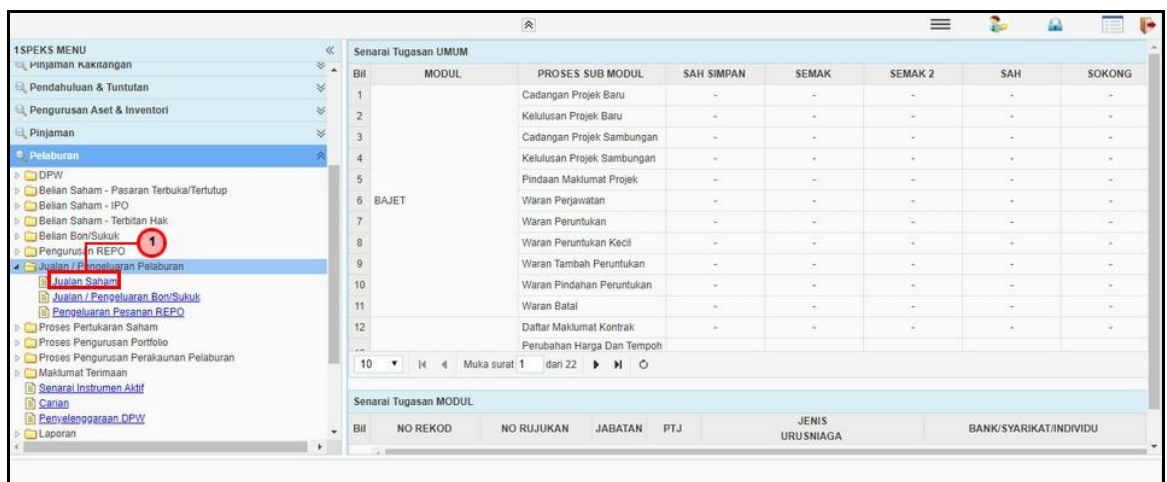 1SPEKS MENU
Pinjaman Kakitangan
Pendahuluan & Tuntutan
Pengurusan Aset & Inventori
Pinjaman
Pelaburan
DPW
Belian Saham - Pasaran Terbuka/Tertutup
Belian Saham - IPO
Belian Saham - Terbitan Hak
Belian Bon/Sukuk
Pengurusan REPO
1
Jualan / Pengeluaran Pelaburan
Jualan Saham
Jualan / Pengeluaran Bon/Sukuk
Pengeluaran Pesanan REPO
Proses Pertukaran Saham
Proses Pengurusan Portfolio
Proses Pengurusan Perakaunan Pelaburan
Maklumat Terimaan
Senarai Instrumen Aktif
Carian
Penyelenggaraan DPW
Laporan
Senarai Tugasan UMUM
Bil MODUL PROSES SUB MODUL SAH SIMPAN SEMAK SEMAK 2 SAH SOKONG
1 Cadangan Projek Baru - - - - -
2 Kelulusan Projek Baru - - - - -
3 Cadangan Projek Sambungan - - - - -
4 Kelulusan Projek Sambungan - - - - -
5 Pindaan Maklumat Projek - - - - -
6 BAJET Waran Perjawatan - - - - -
7 Waran Peruntukan - - - - -
8 Waran Peruntukan Kecil - - - - -
9 Waran Tambah Peruntukan - - - - -
10 Waran Pindahan Peruntukan - - - - -
11 Waran Batal - - - - -
12 Daftar Maklumat Kontrak - - - - -
Perubahan Harga Dan Tempoh
10 Muka surat 1 dari 22
Senarai Tugasan MODUL
Bil NO REKOD NO RUJUKAN JABATAN PTJ JENIS URUSNIAGA BANK/SYARIKAT/INDIVIDU